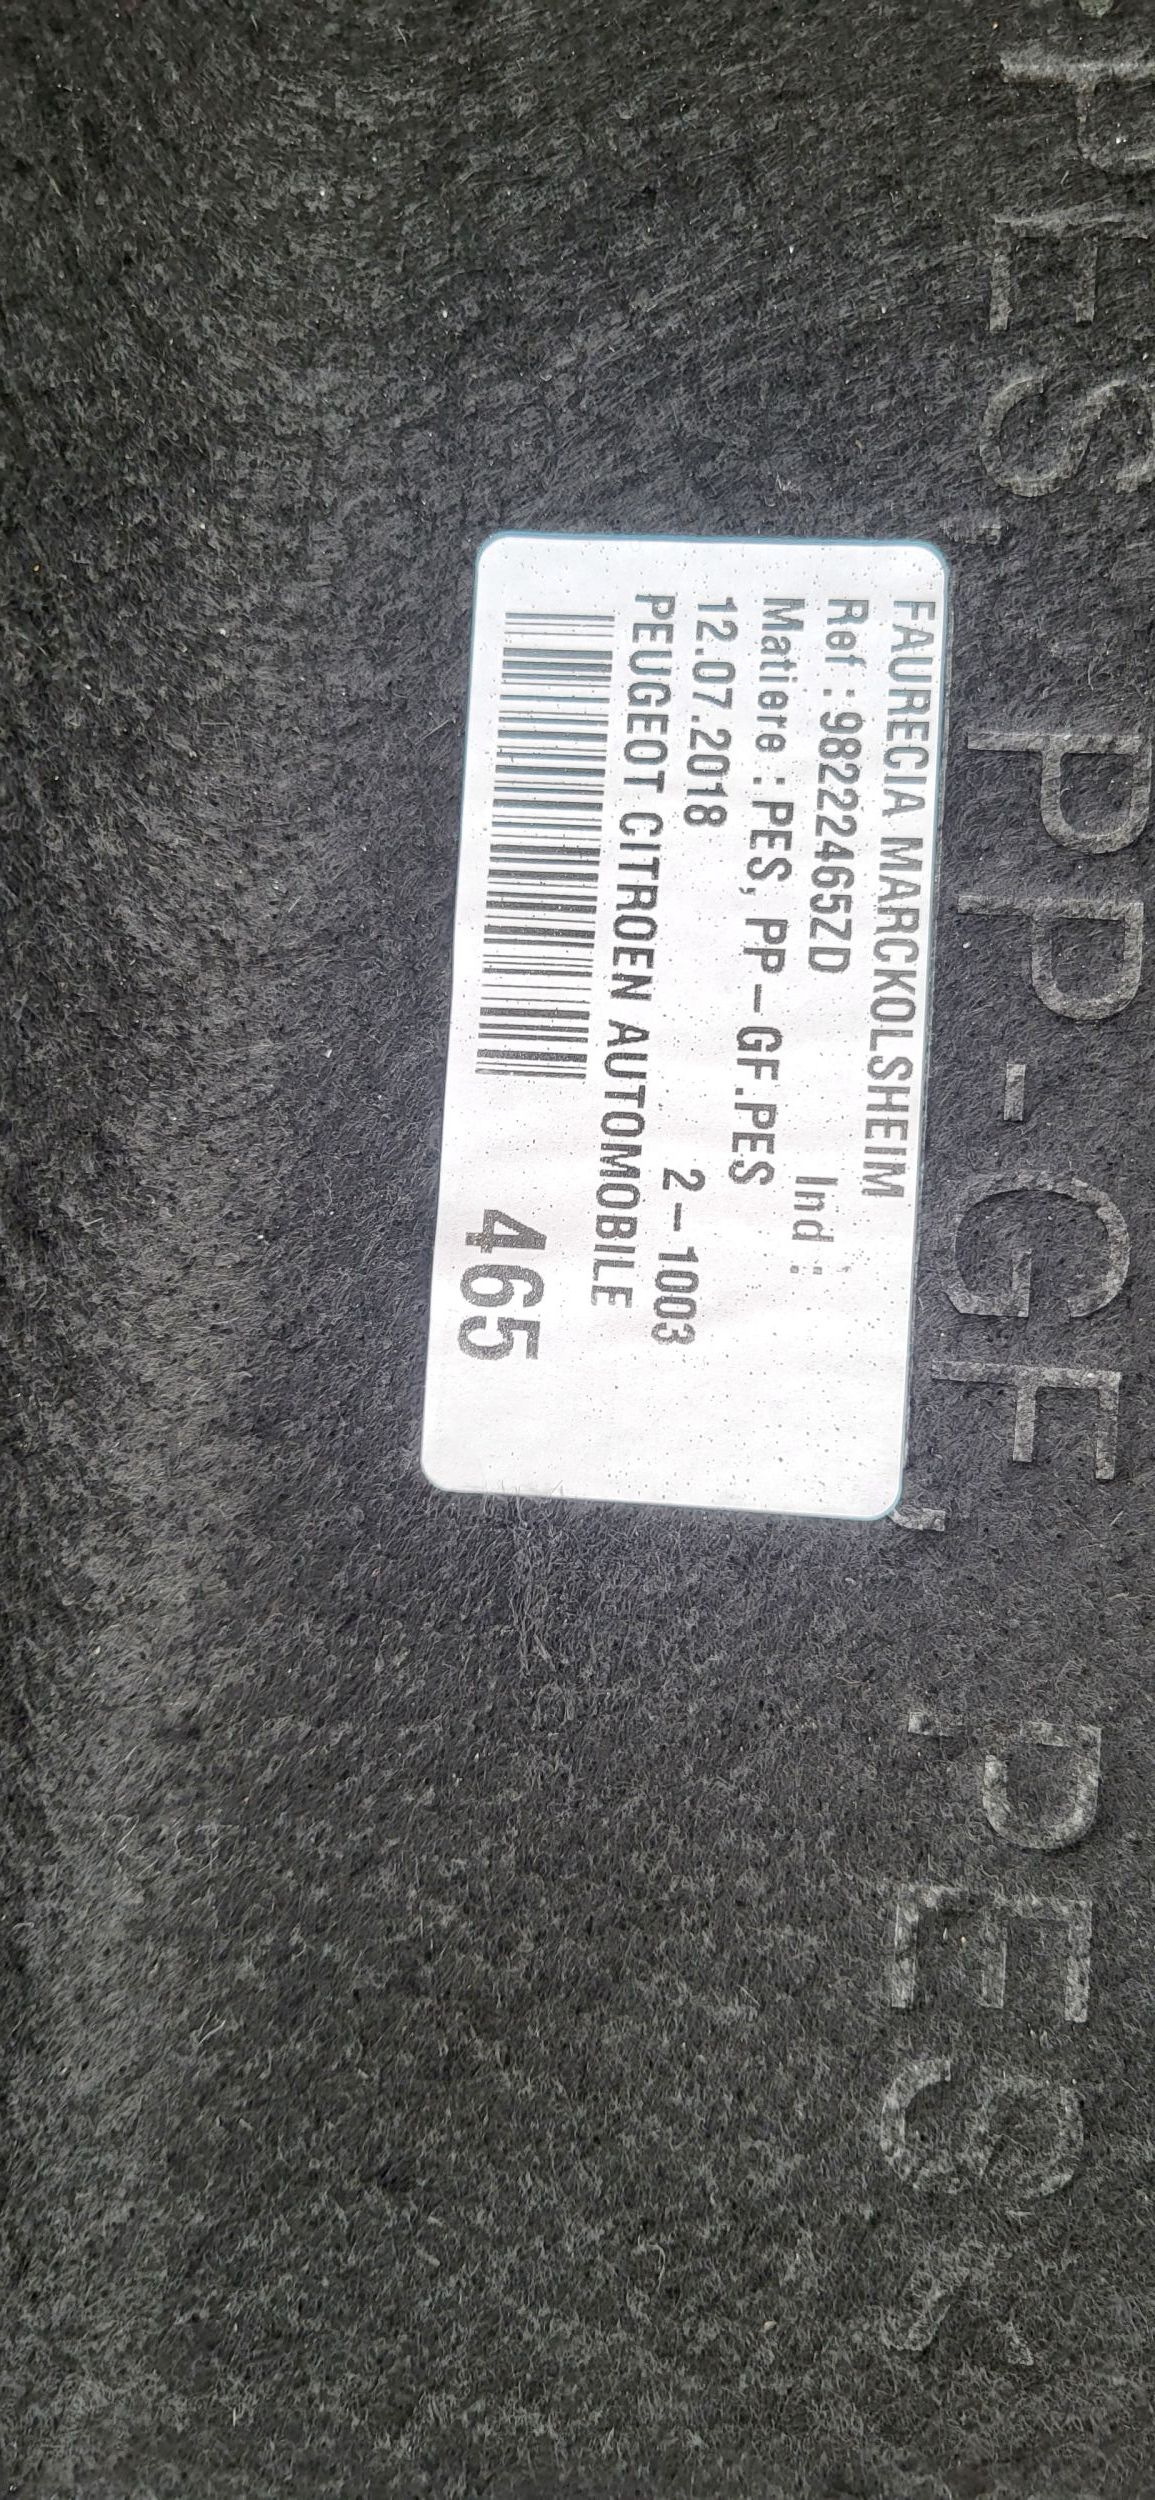 FAURECIA MARCKOLSHEIM
Ref : 98222465ZD Ind :
Matiere : PES, PP-GF.PES
12.07.2018 2-1003
PEUGEOT CITROEN AUTOMOBILE
465
PES, PP-GF, PES